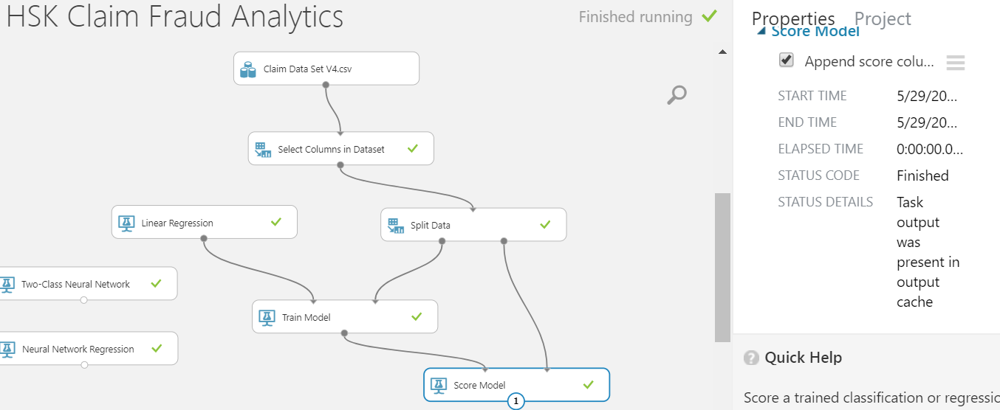 HSK Claim Fraud Analytics
Finished running
Claim Data Set V4.csv
Select Columns in Dataset
Linear Regression
Split Data
Two-Class Neural Network
Train Model
Neural Network Regression
Score Model
1
Properties Project
Score Model
Append score colu...
START TIME 5/29/20...
END TIME 5/29/20...
ELAPSED TIME 0:00:00.0...
STATUS CODE Finished
STATUS DETAILS Task
output
was
present in
output
cache
? Quick Help
Score a trained classification or regressio